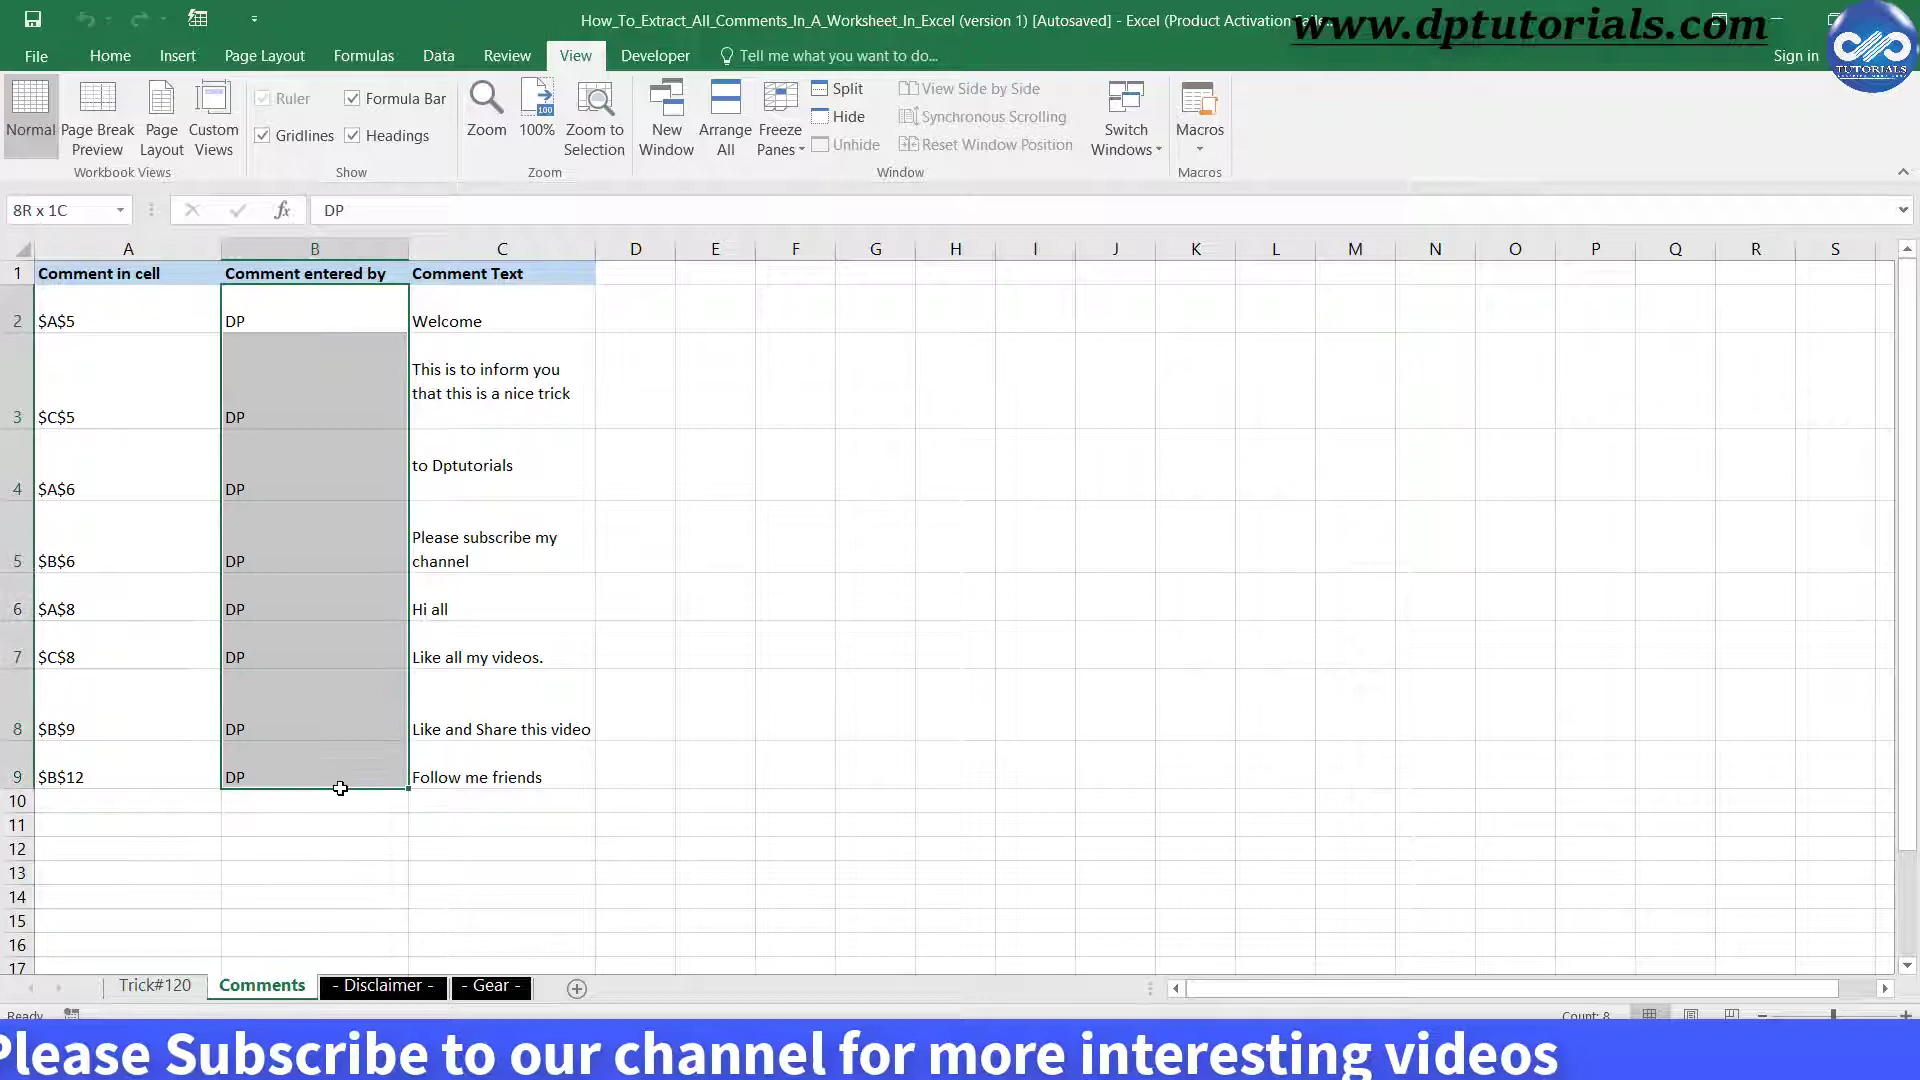 How_To_Extract_All_Comments_In_A_Worksheet_In_Excel (version 1) [Autosaved] - Excel (Product Activation
www.dptutorials.com
TUTORIALS
File Home Insert Page Layout Formulas Data Review View Developer Tell me what you want to do... Sign in
Normal
Page Break Preview
Page Layout
Custom Views
Workbook Views
Ruler
Formula Bar
Gridlines
Headings
Show
Zoom
100
100%
Zoom to Selection
Zoom
New Window
Arrange All
Freeze Panes
Split
Hide
Unhide
View Side by Side
Synchronous Scrolling
Reset Window Position
Switch Windows
Window
Macros
Macros
8R x 1C fx DP
A B C D E F G H I J K L M N O P Q R S
1 Comment in cell Comment entered by Comment Text
2 $A$5 DP Welcome
This is to inform you
that this is a nice trick
3 $C$5 DP
to Dptutorials
4 $A$6 DP
Please subscribe my
5 $B$6 DP channel
6 $A$8 DP Hi all
7 $C$8 DP Like all my videos.
8 $B$9 DP Like and Share this video
9 $B$12 DP Follow me friends
10
11
12
13
14
15
16
17
Trick#120 Comments - Disclaimer - - Gear -
Ready Count: 8
Please Subscribe to our channel for more interesting videos